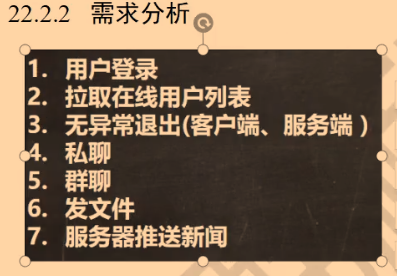 22.2.2 需求分析
1. 用户登录
2. 拉取在线用户列表
3. 无异常退出(客户端、服务端 )
4. 私聊
5. 群聊
6. 发文件
7. 服务器推送新闻